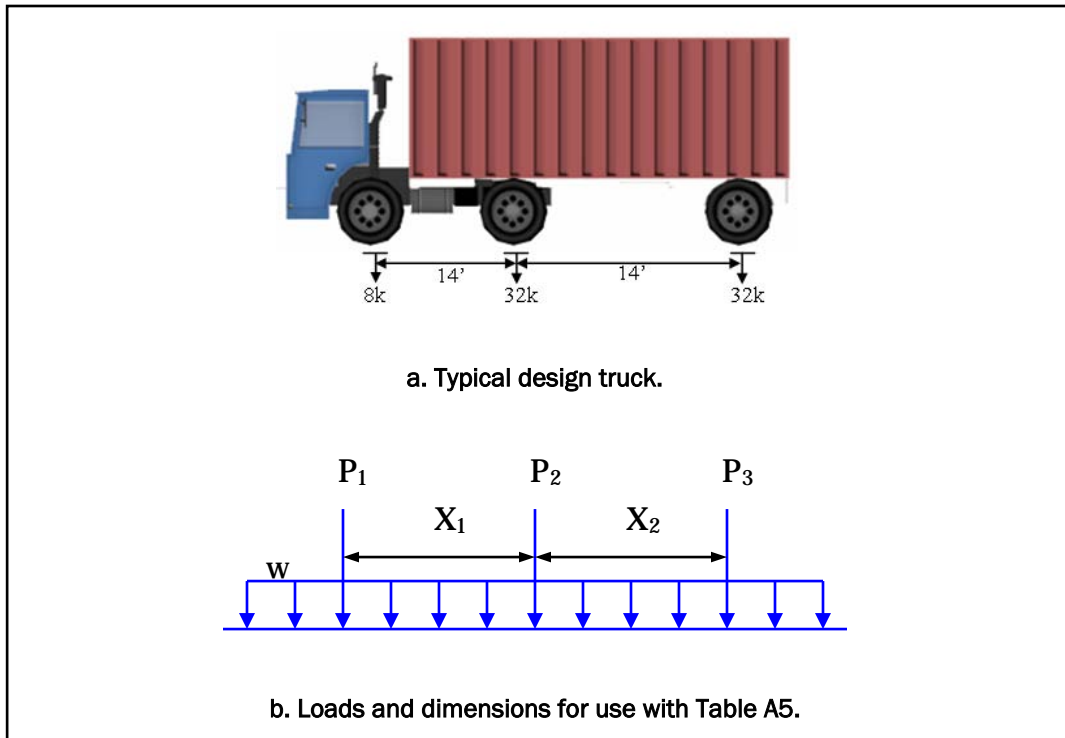 14' 14'
8k 32k 32k
a. Typical design truck.
P₁ P₂ P₃
X₁ X₂
w
b. Loads and dimensions for use with Table A5.